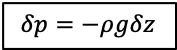 𝛿𝑝 = −𝜌𝑔𝛿𝑧